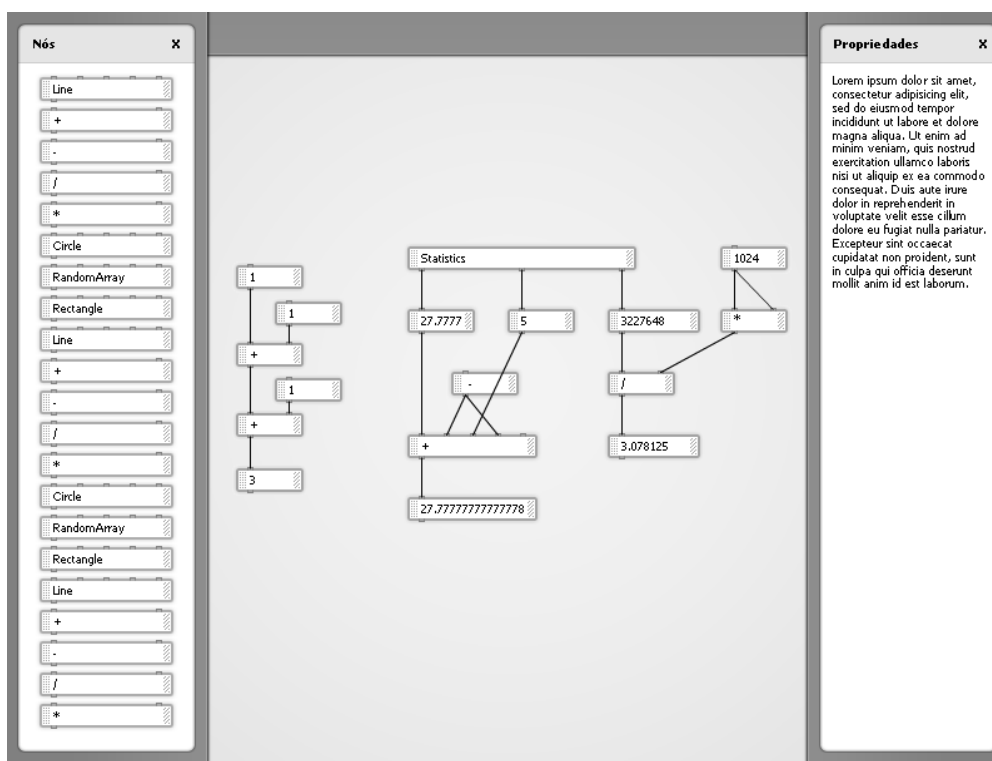 Nós X
Line
+
-
/
*
Circle
RandomArray
Rectangle
Line
+
-
/
*
Circle
RandomArray
Rectangle
Line
+
-
/
*
1
1
+
1
+
3
Statistics
1024
27.7777
5
3227648
*
-
/
+
3.078125
27.77777777777778
Propriedades X
Lorem ipsum dolor sit amet,
consectetur adipisicing elit,
sed do eiusmod tempor
incididunt ut labore et dolore
magna aliqua. Ut enim ad
minim veniam, quis nostrud
exercitation ullamco laboris
nisi ut aliquip ex ea commodo
consequat. Duis aute irure
dolor in reprehenderit in
voluptate velit esse cillum
dolore eu fugiat nulla pariatur.
Excepteur sint occaecat
cupidatat non proident, sunt
in culpa qui officia deserunt
mollit anim id est laborum.